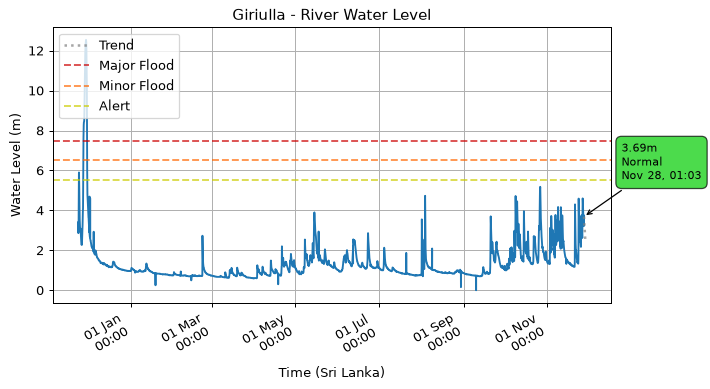 Giriulla - River Water Level
Trend
Major Flood
Minor Flood
Alert
12
10
8
6
4
2
0
Water Level (m)
3.69m
Normal
Nov 28, 01:03
01 Jan
00:00
01 Mar
00:00
01 May
00:00
01 Jul
00:00
01 Sep
00:00
01 Nov
00:00
Time (Sri Lanka)